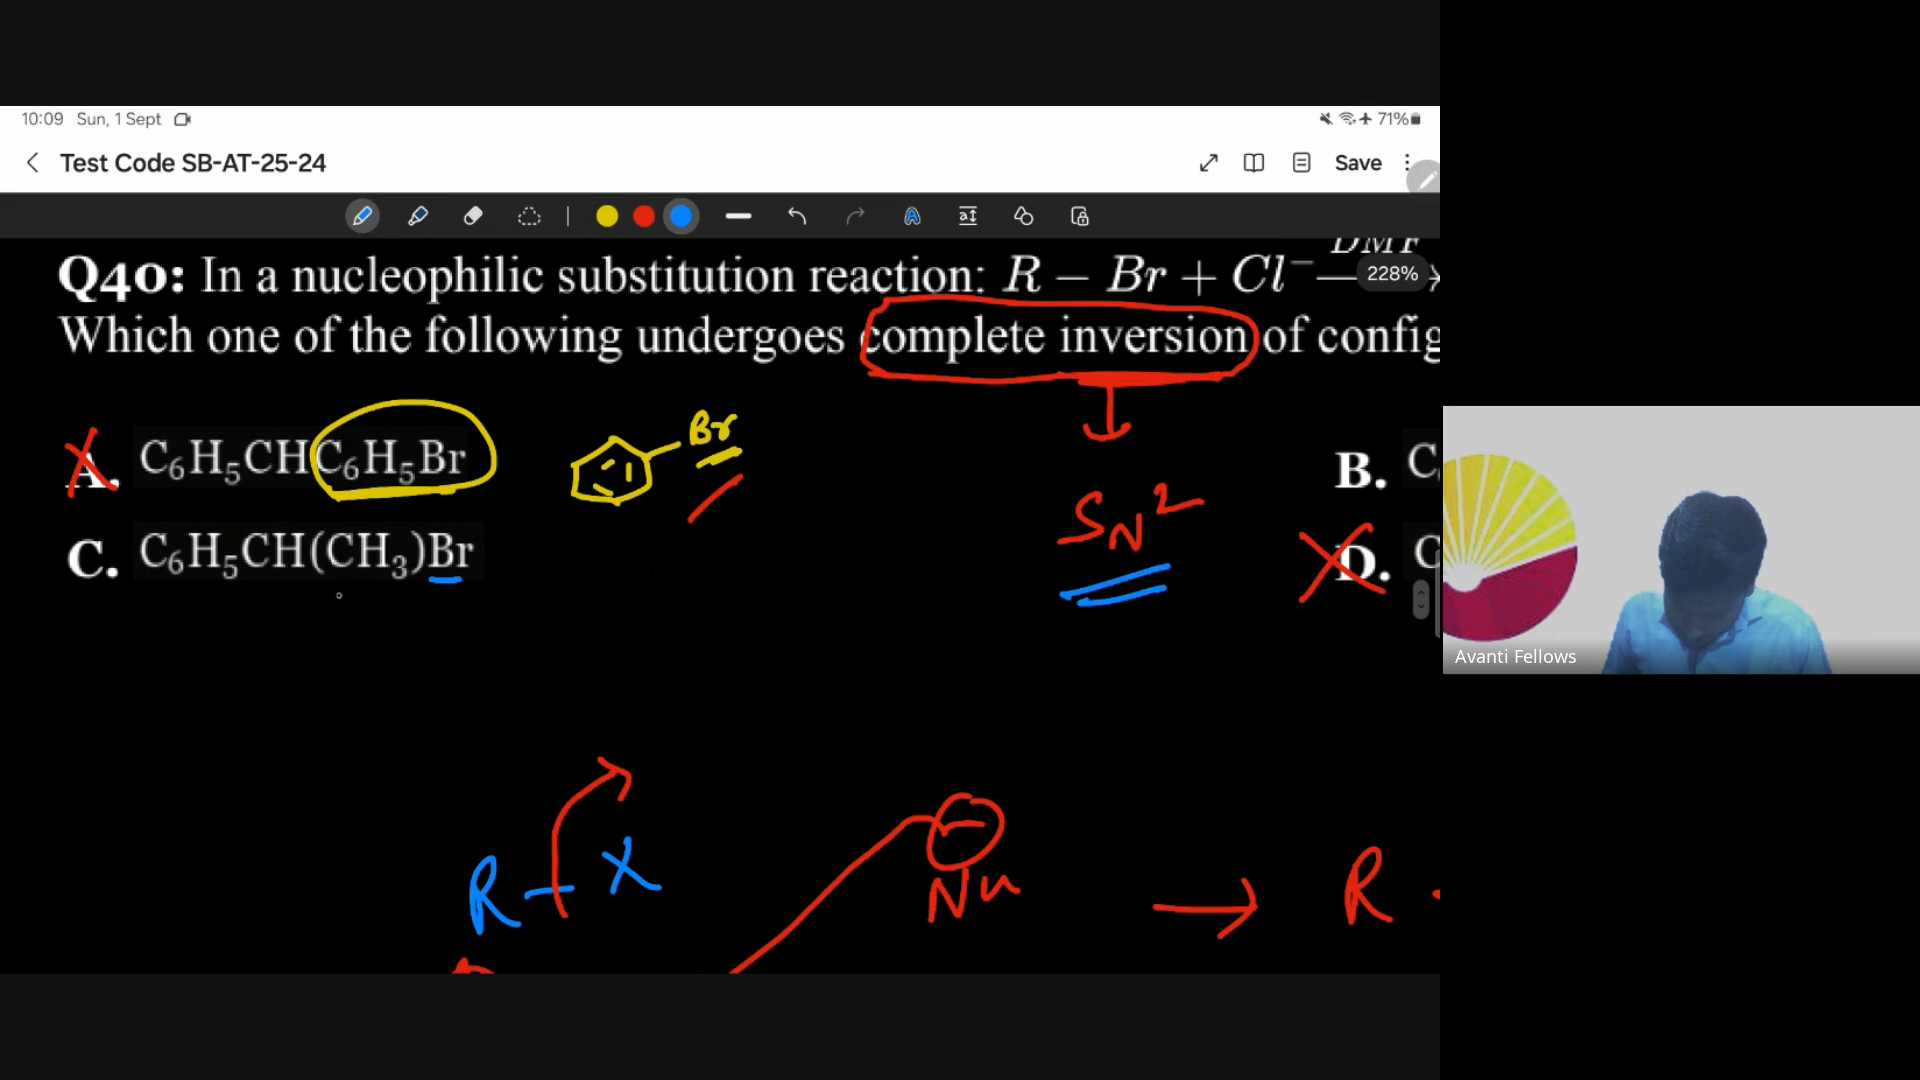 10:09 Sun, 1 Sept 71%
Test Code SB-AT-25-24 Save
DMF
Q40: In a nucleophilic substitution reaction: R − Br + Cl⁻ 228%
Which one of the following undergoes complete inversion of config
Br
A. C₆H₅CHC₆H₅Br B. C
SN²
C. C₆H₅CH(CH₃)Br D. C
R - X Nu → R -
Avanti Fellows